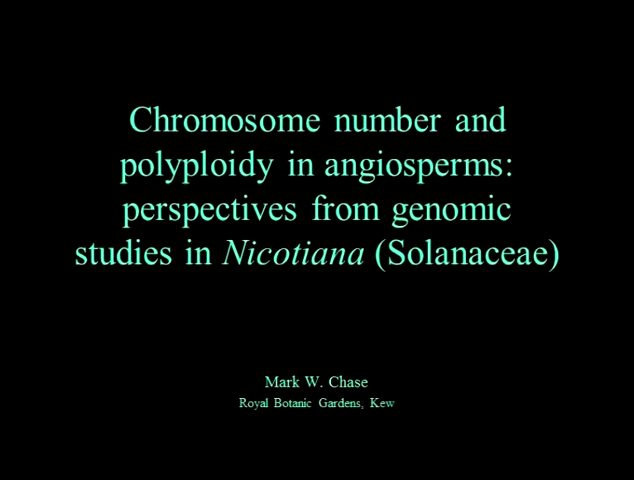 Chromosome number and
polyploidy in angiosperms:
perspectives from genomic
studies in Nicotiana (Solanaceae)
Mark W. Chase
Royal Botanic Gardens, Kew